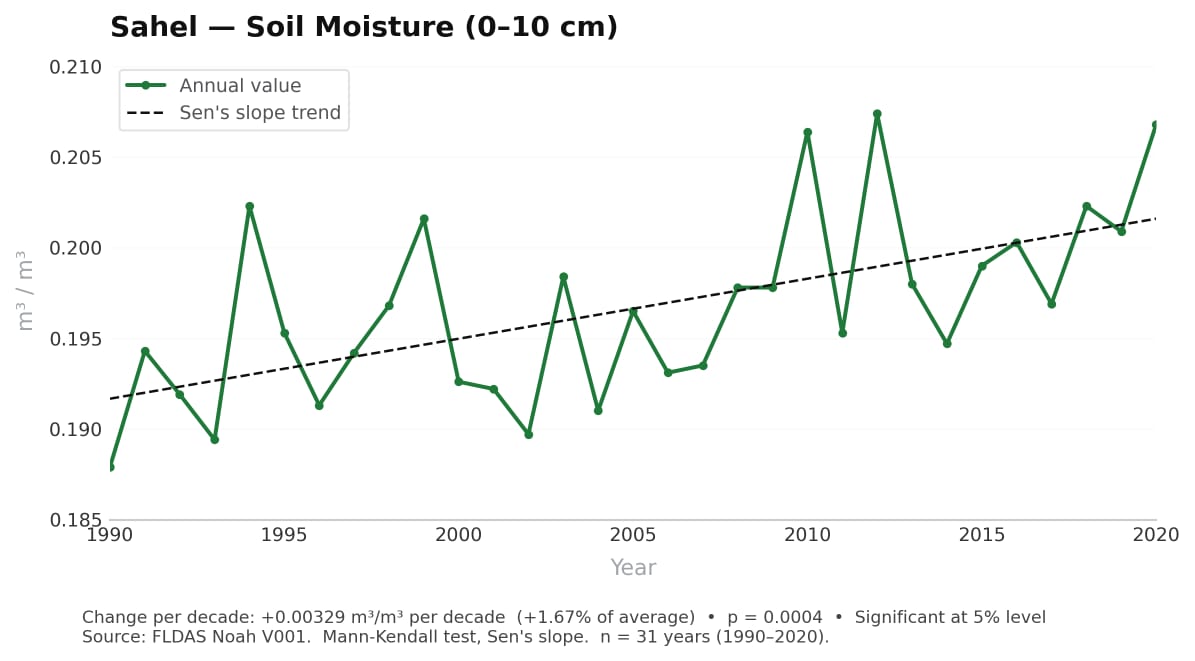 Sahel — Soil Moisture (0–10 cm)
0.210
Annual value
Sen's slope trend
0.205
0.200
m³ / m³
0.195
0.190
0.185
1990 1995 2000 2005 2010 2015 2020
Year
Change per decade: +0.00329 m³/m³ per decade  (+1.67% of average)  •  p = 0.0004  •  Significant at 5% level
Source: FLDAS Noah V001.  Mann-Kendall test, Sen's slope.  n = 31 years (1990–2020).